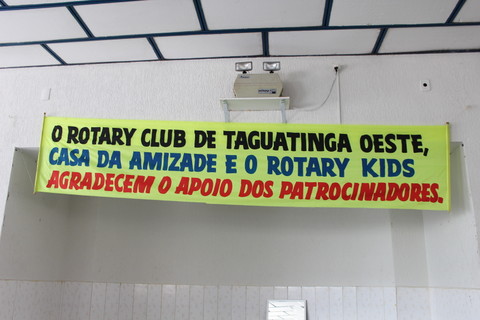 O ROTARY CLUB DE TAGUATINGA OESTE,
CASA DA AMIZADE E O ROTARY KIDS
AGRADECEM O APOIO DOS PATROCINADORES.